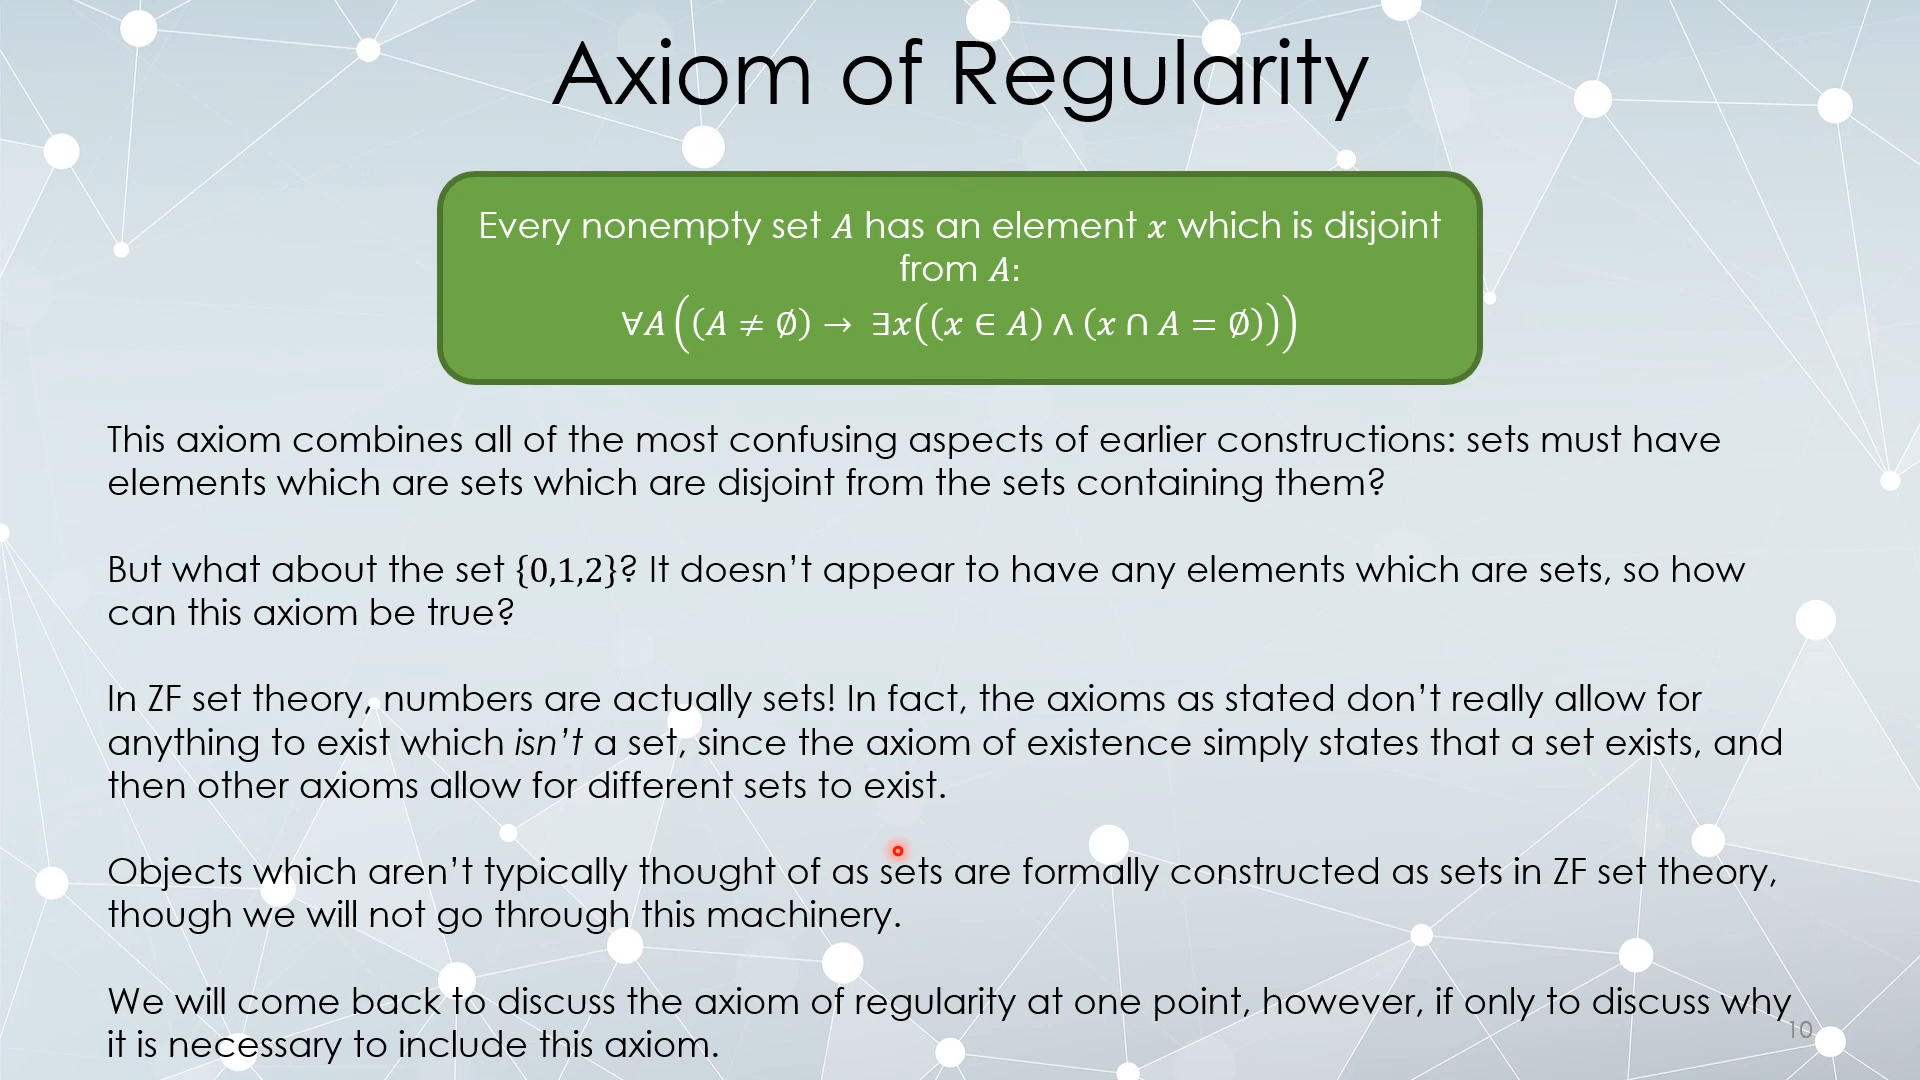 Axiom of Regularity
Every nonempty set A has an element x which is disjoint
from A:
∀A((A ≠ ∅) → ∃x((x ∈ A) ∧ (x ∩ A = ∅)))
This axiom combines all of the most confusing aspects of earlier constructions: sets must have
elements which are sets which are disjoint from the sets containing them?
But what about the set {0,1,2}? It doesn’t appear to have any elements which are sets, so how
can this axiom be true?
In ZF set theory, numbers are actually sets! In fact, the axioms as stated don’t really allow for
anything to exist which isn’t a set, since the axiom of existence simply states that a set exists, and
then other axioms allow for different sets to exist.
Objects which aren’t typically thought of as sets are formally constructed as sets in ZF set theory,
though we will not go through this machinery.
We will come back to discuss the axiom of regularity at one point, however, if only to discuss why
it is necessary to include this axiom.
10